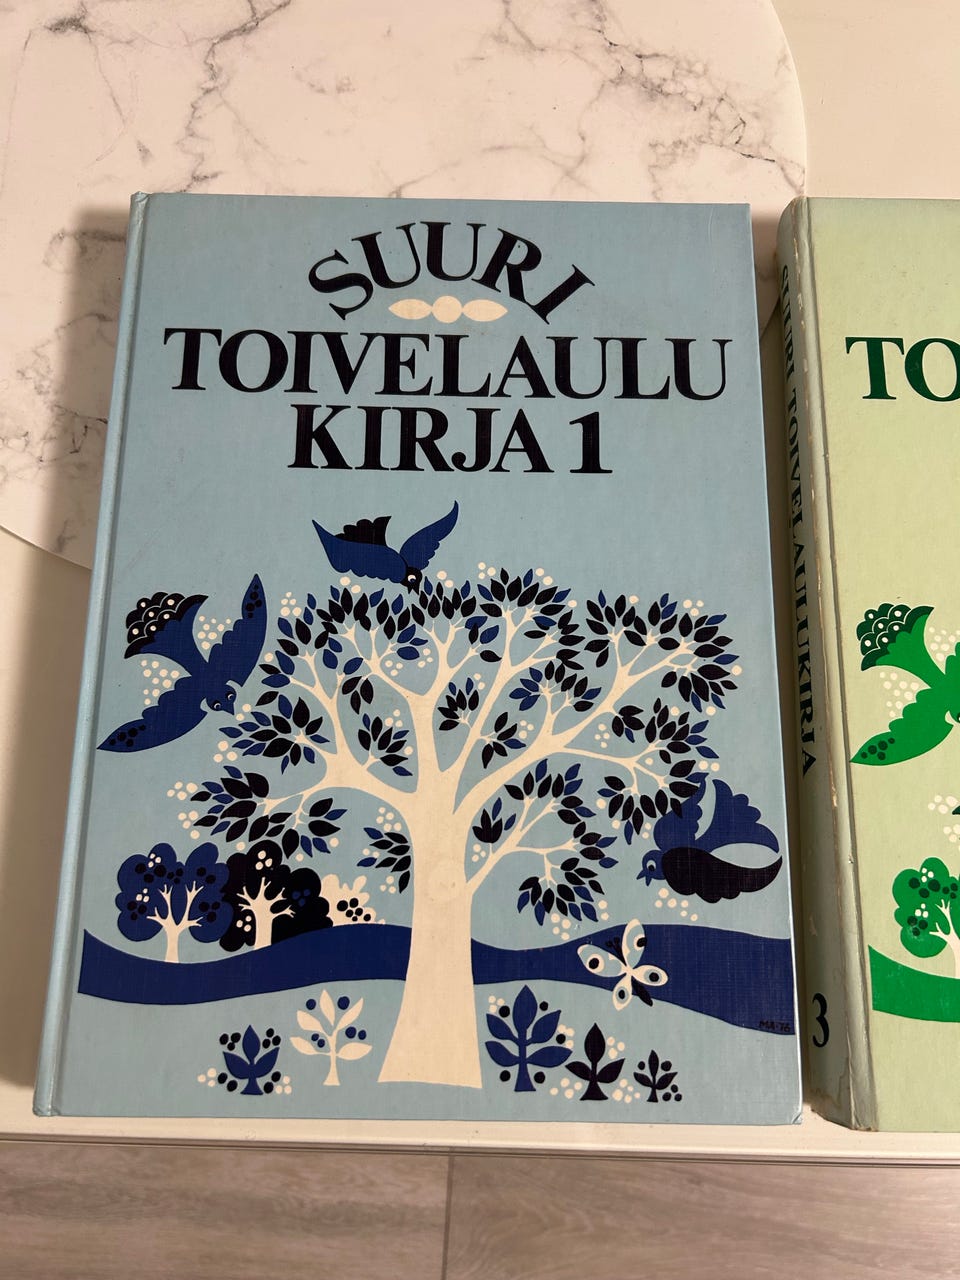 SUURI
TOIVELAULU
KIRJA 1
MA-76
SUURI TOIVELAULUKIRJA
3
TO